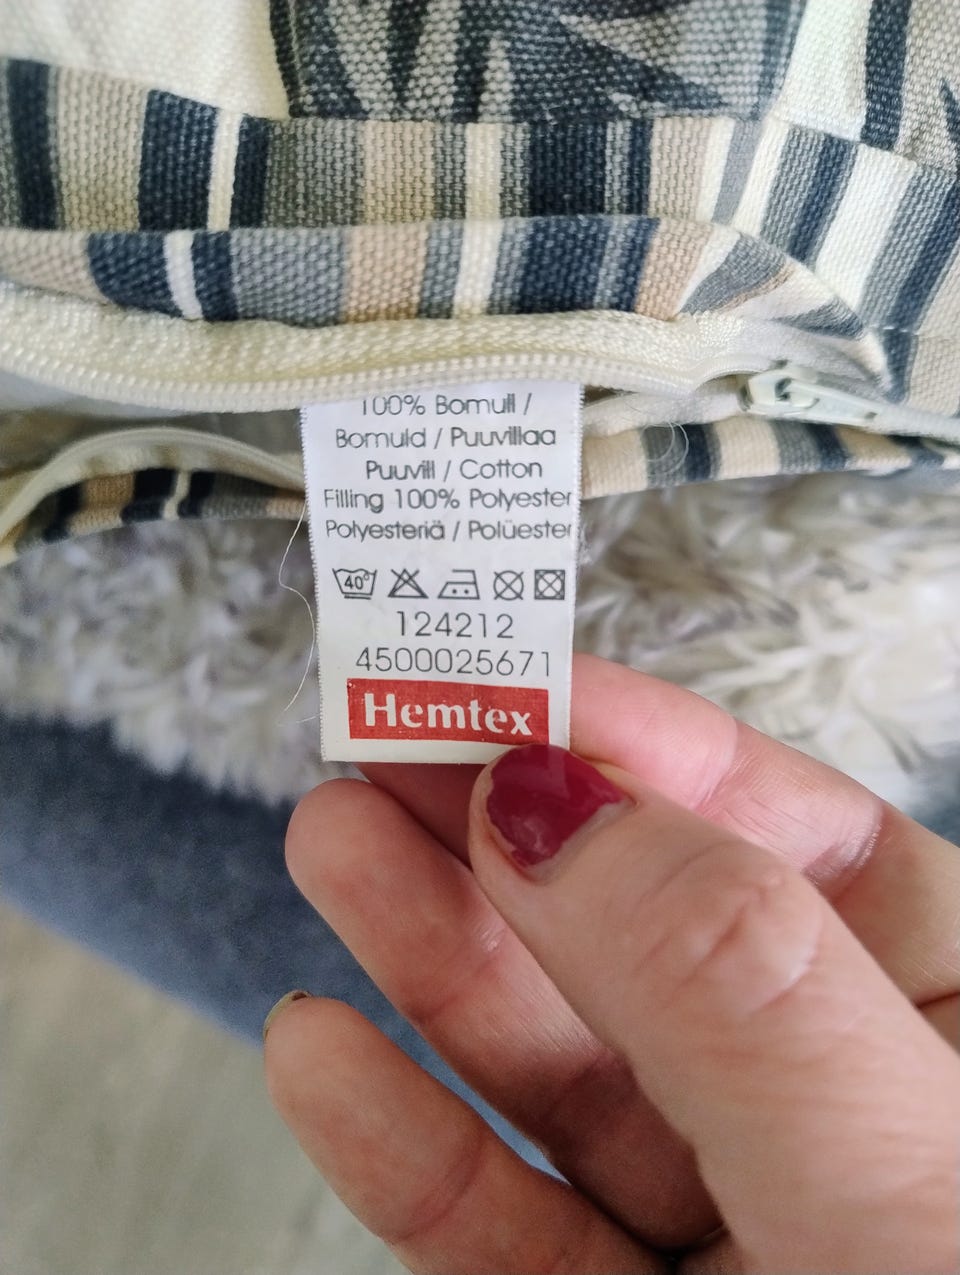 100% Bomull /
Bomuld / Puuvillaa
Puuvill / Cotton
Filling 100% Polyester
Polyesteriä / Polüester
40°
124212
4500025671
Hemtex